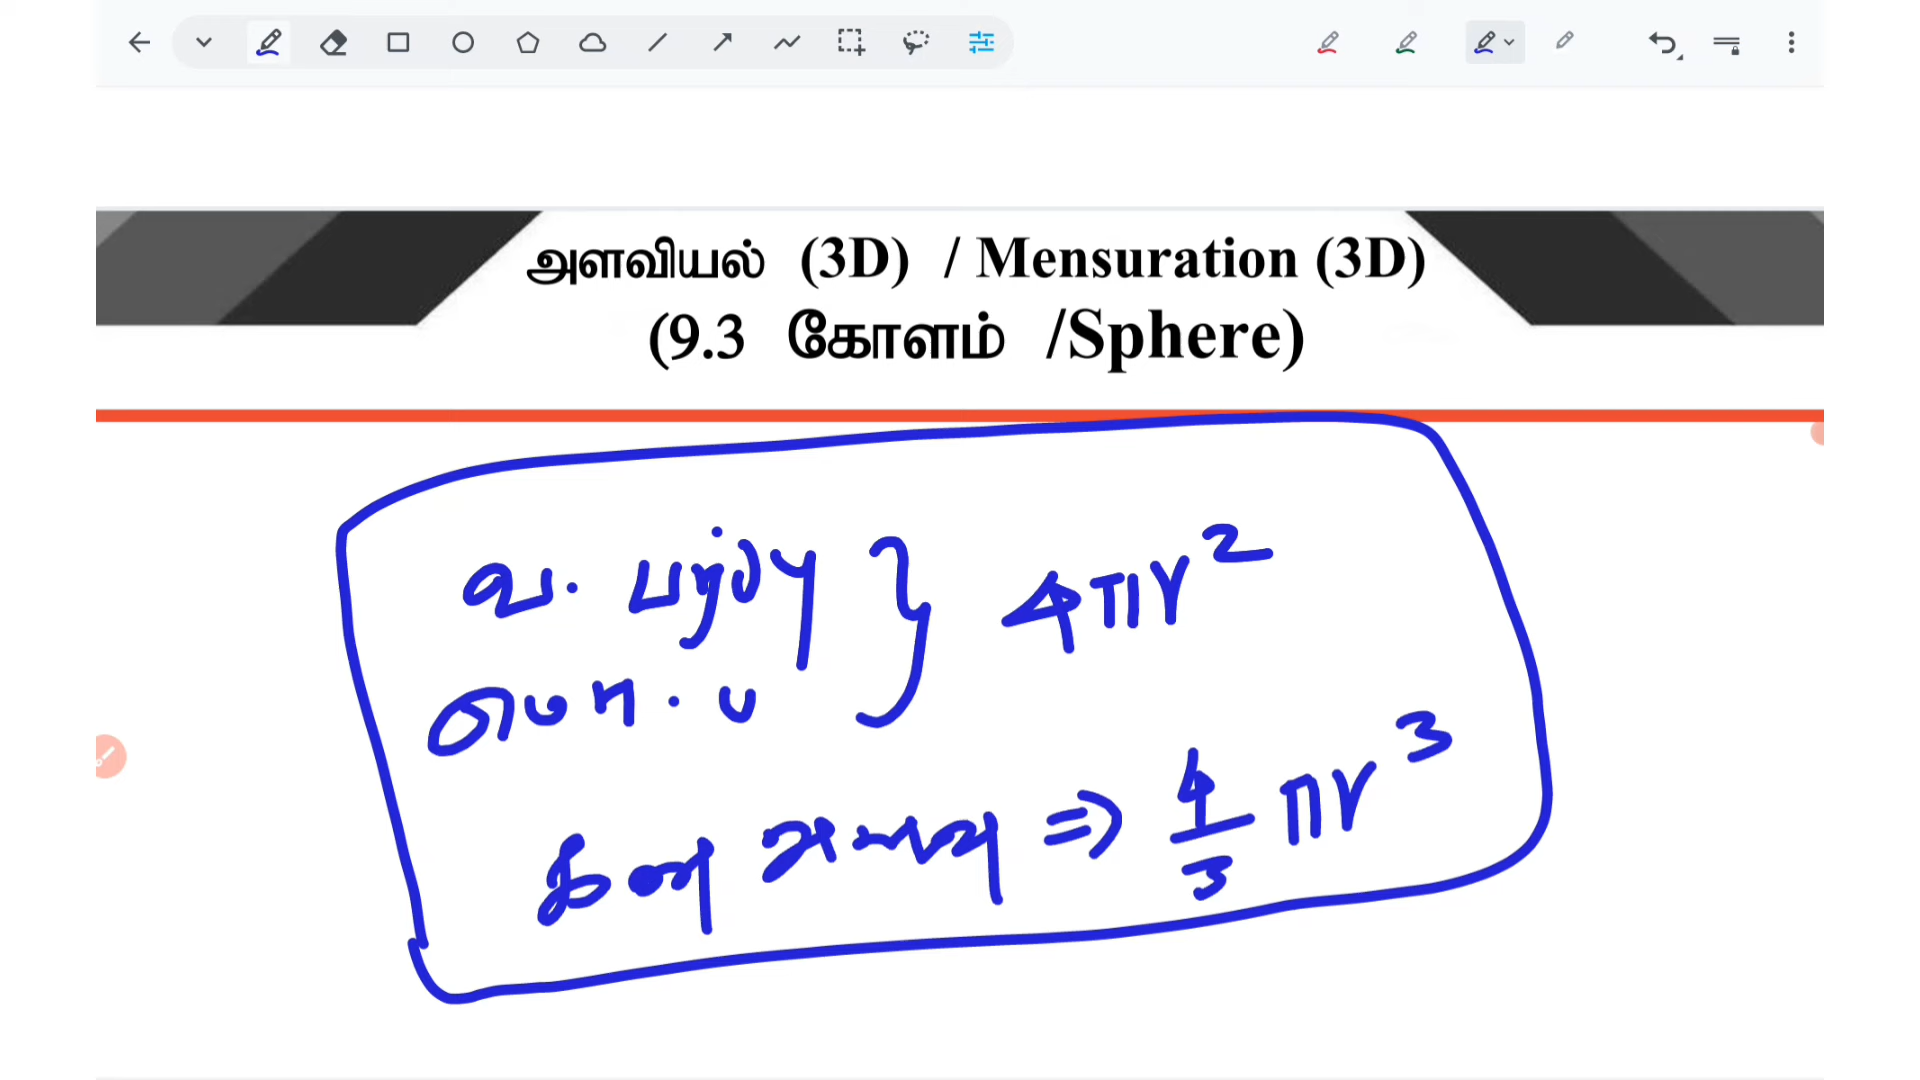 அளவியல் (3D) / Mensuration (3D)
(9.3 கோளம் /Sphere)
வ. பரப்பு } 4πr²
மொ. ப
கன அளவு ⇒ 4/3 πr³